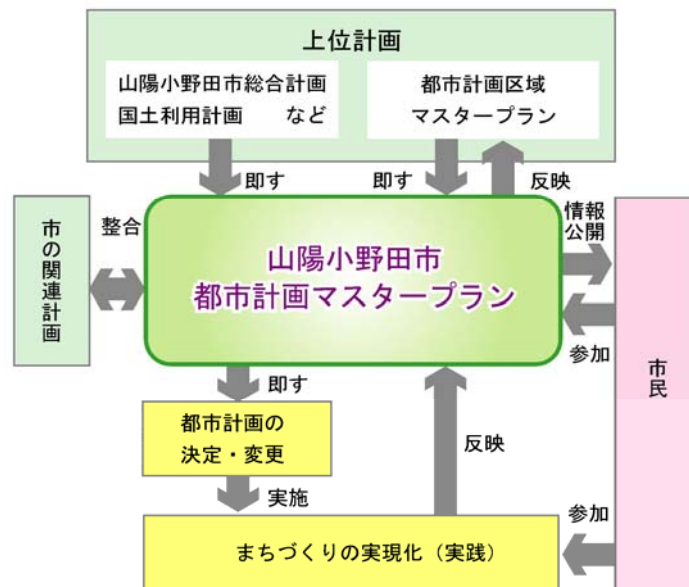 上位計画
山陽小野田市総合計画
国土利用計画　など
都市計画区域
マスタープラン
即す
即す
反映
市の関連計画
整合
山陽小野田市
都市計画マスタープラン
情報
公開
参加
市民
即す
都市計画の
決定・変更
反映
実施
まちづくりの実現化（実践）
参加